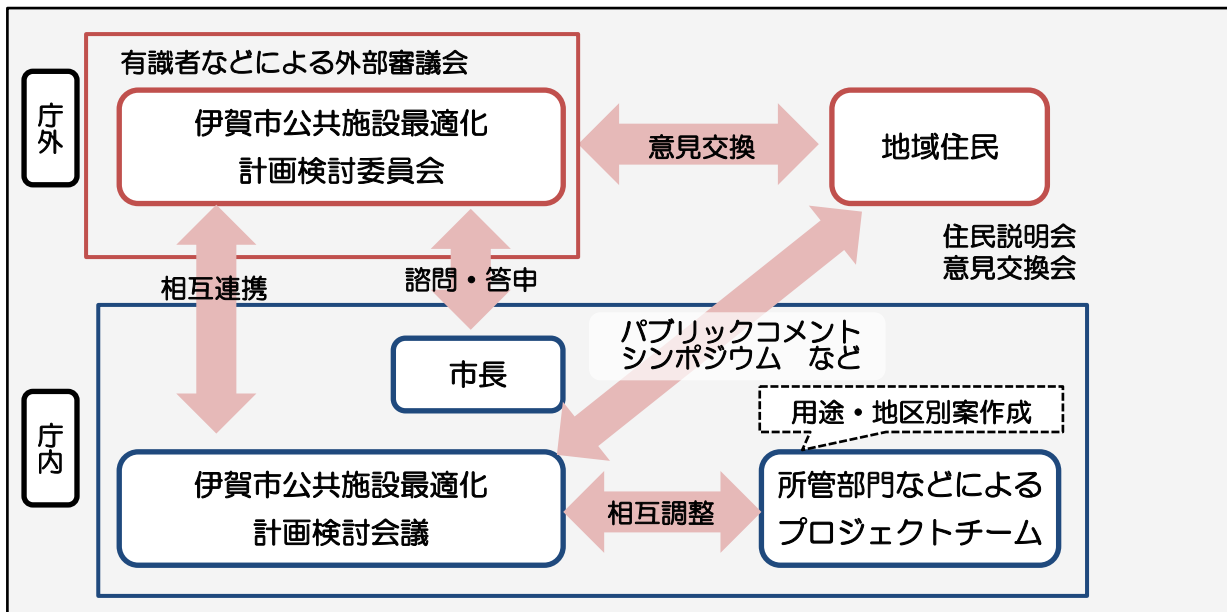 有識者などによる外部審議会
庁外
伊賀市公共施設最適化
計画検討委員会
意見交換
地域住民
住民説明会
意見交換会
相互連携
諮問・答申
パブリックコメント
シンポジウム　など
市長
用途・地区別案作成
庁内
伊賀市公共施設最適化
計画検討会議
相互調整
所管部門などによる
プロジェクトチーム